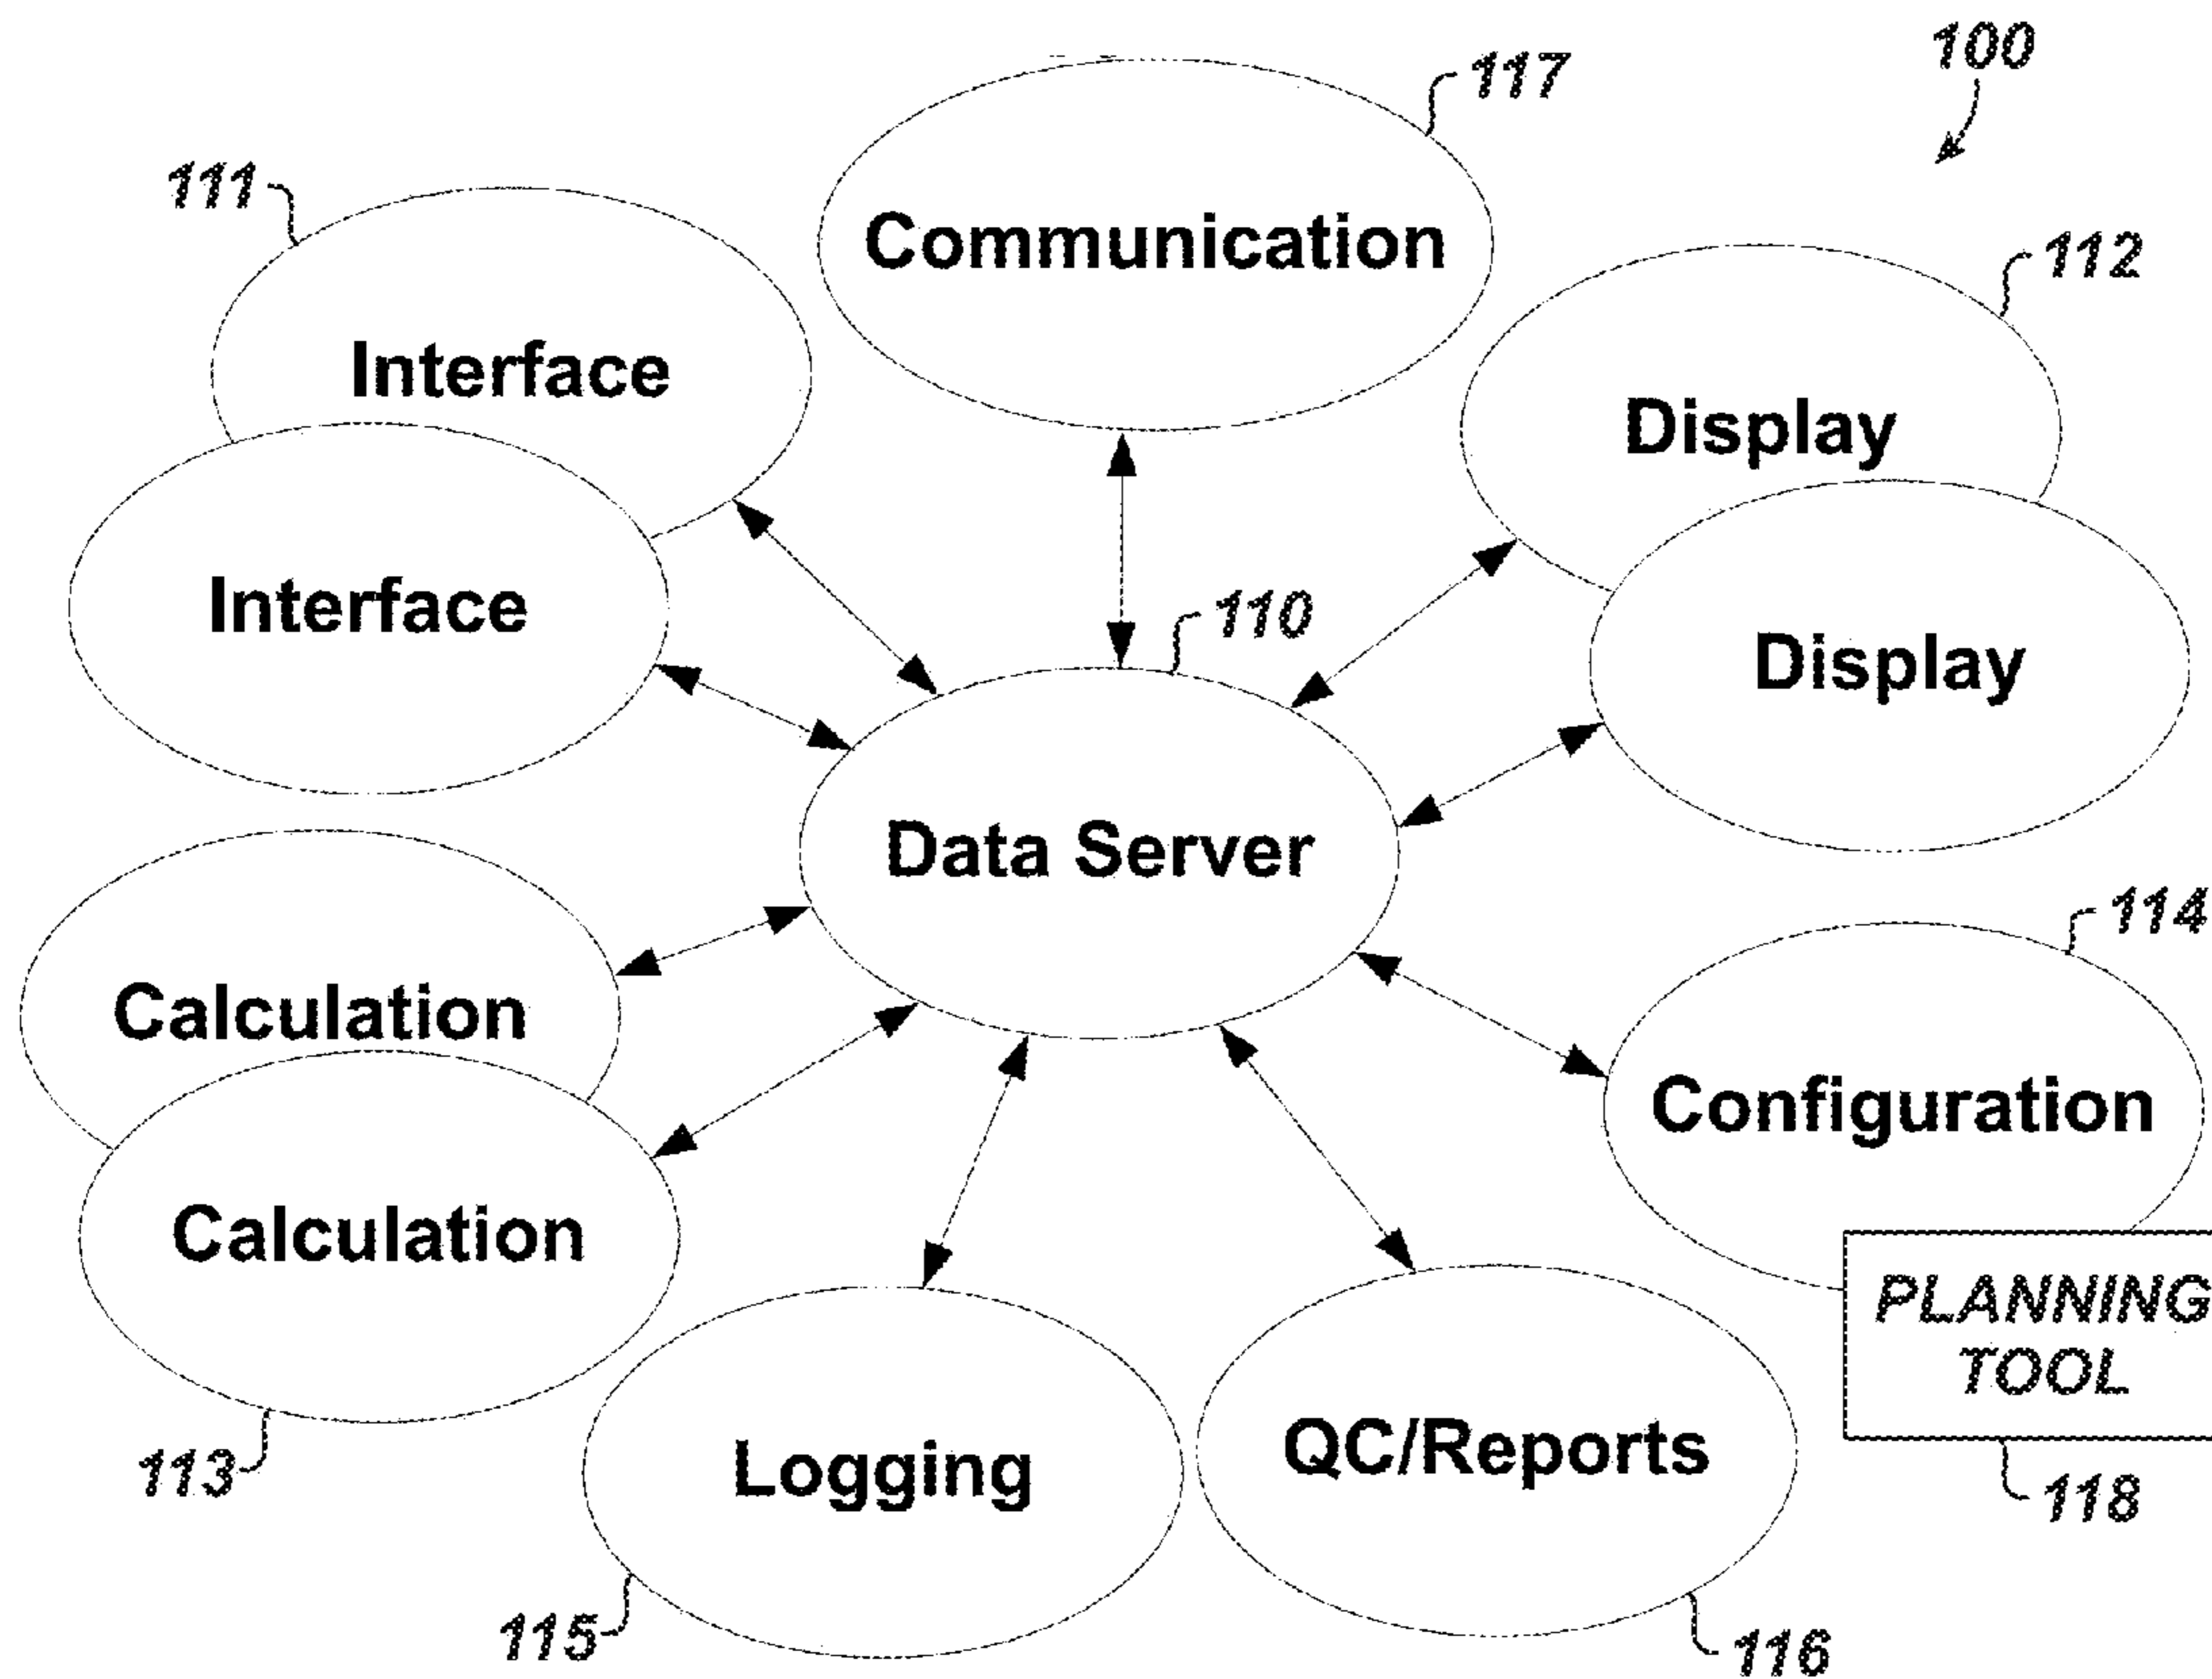 100
117
111
Communication
112
Interface
Display
Interface
110
Display
Data Server
114
Calculation
Configuration
Calculation
PLANNING
TOOL
QC/Reports
Logging
113
118
115
116